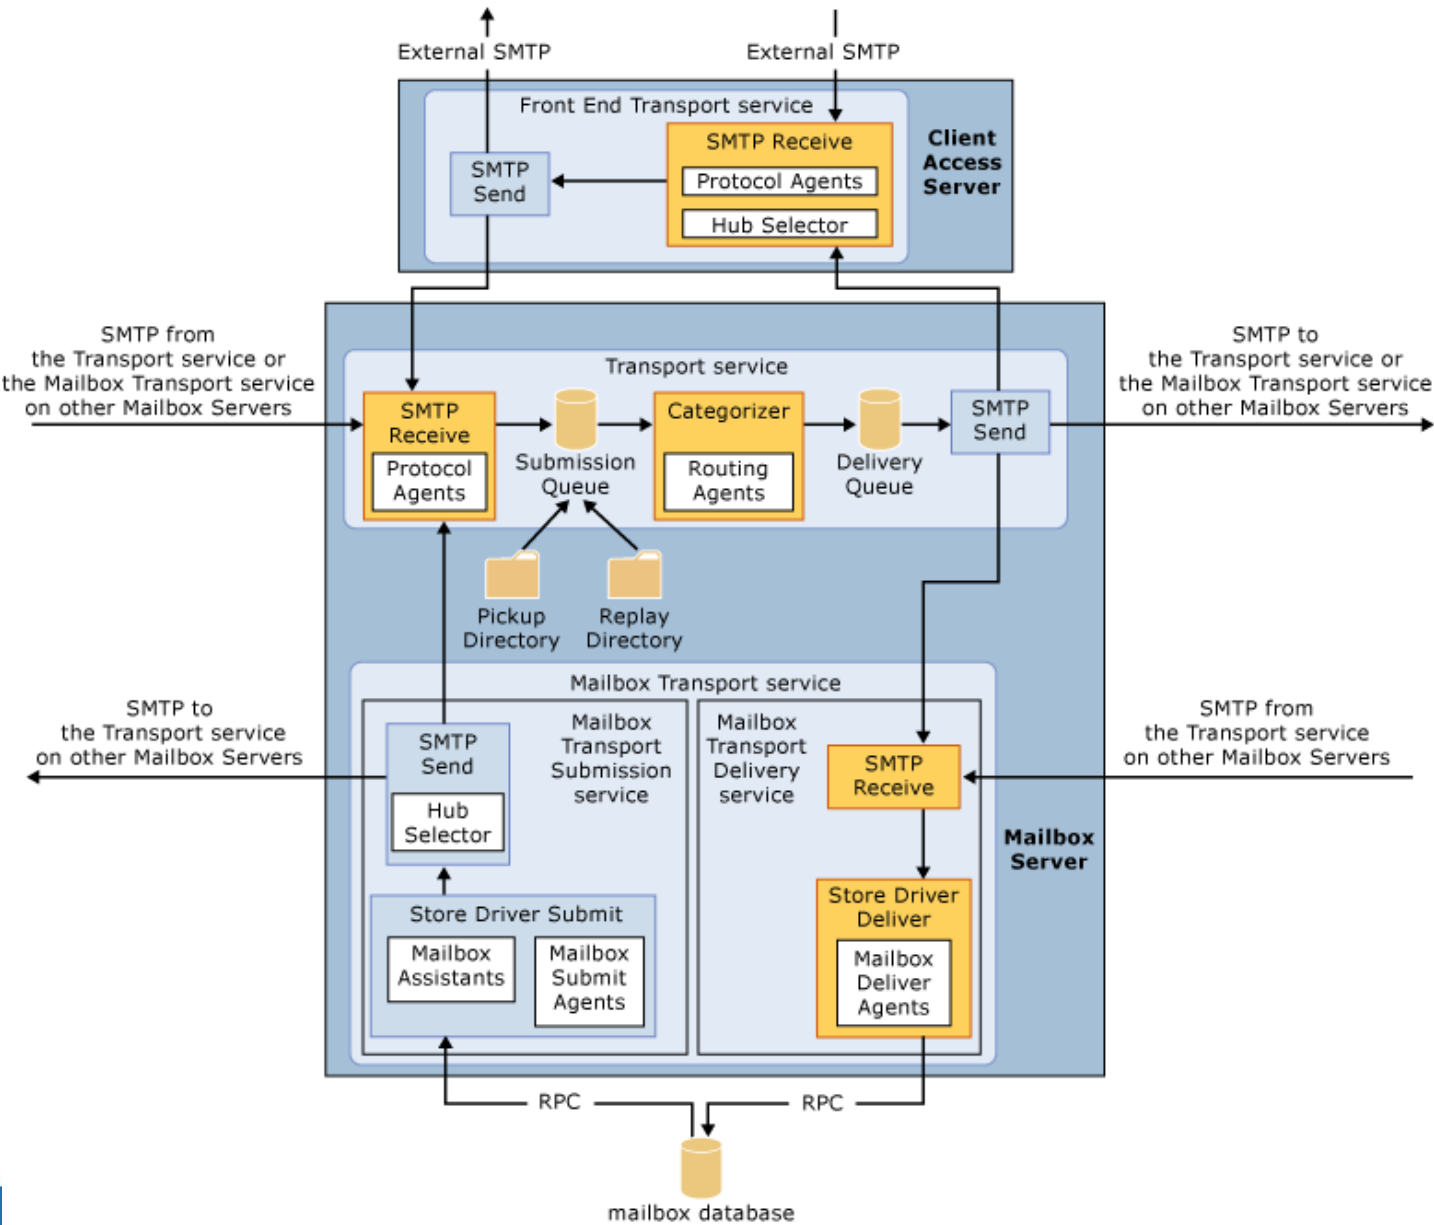 External SMTP
External SMTP
Front End Transport service
SMTP Receive
Protocol Agents
Hub Selector
SMTP
Send
Client
Access
Server
SMTP from
the Transport service or
the Mailbox Transport service
on other Mailbox Servers
SMTP to
the Transport service or
the Mailbox Transport service
on other Mailbox Servers
Transport service
SMTP
Receive
Protocol
Agents
Submission
Queue
Categorizer
Routing
Agents
Delivery
Queue
SMTP
Send
Pickup
Directory
Replay
Directory
Mailbox Transport service
SMTP to
the Transport service
on other Mailbox Servers
SMTP
Send
Hub
Selector
Mailbox
Transport
Submission
service
Mailbox
Transport
Delivery
service
SMTP
Receive
SMTP from
the Transport service
on other Mailbox Servers
Mailbox
Server
Store Driver Submit
Mailbox
Assistants
Mailbox
Submit
Agents
Store Driver
Deliver
Mailbox
Deliver
Agents
RPC
RPC
mailbox database